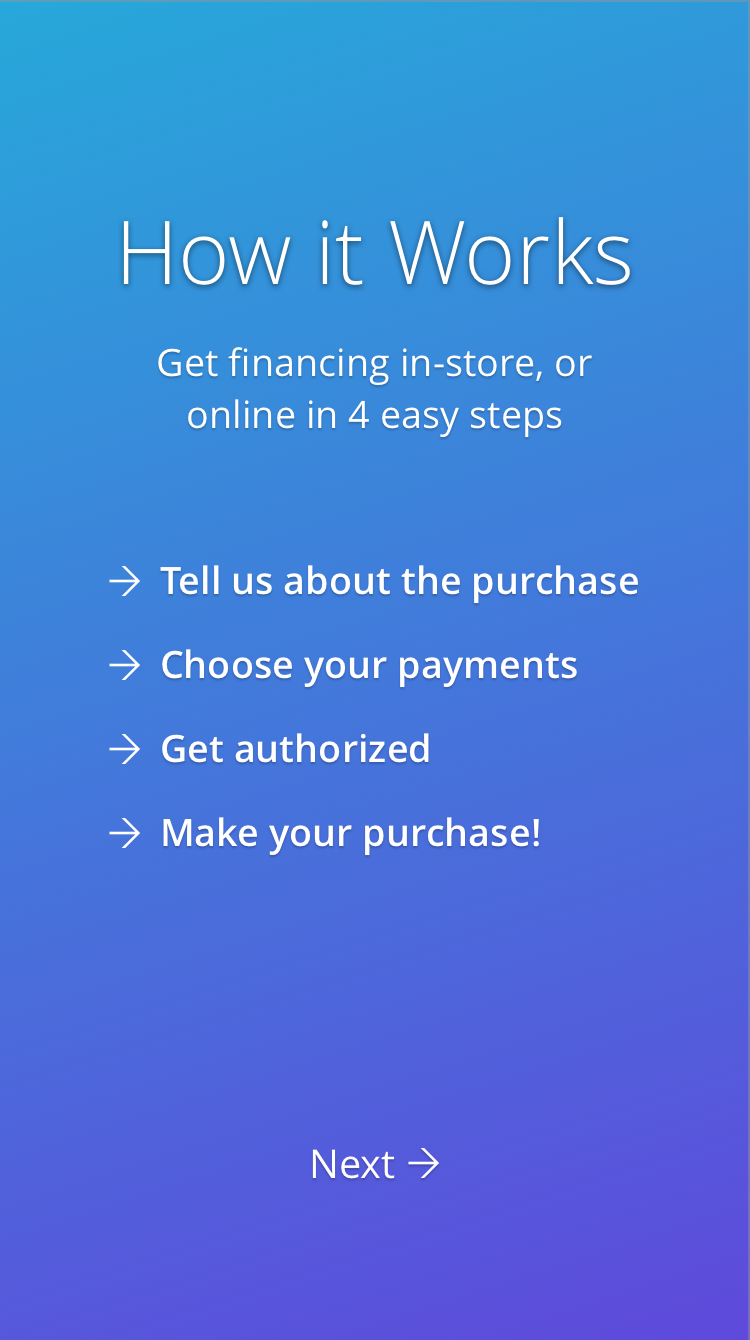 How it Works
Get financing in-store, or
online in 4 easy steps
→ Tell us about the purchase
→ Choose your payments
→ Get authorized
→ Make your purchase!
Next →